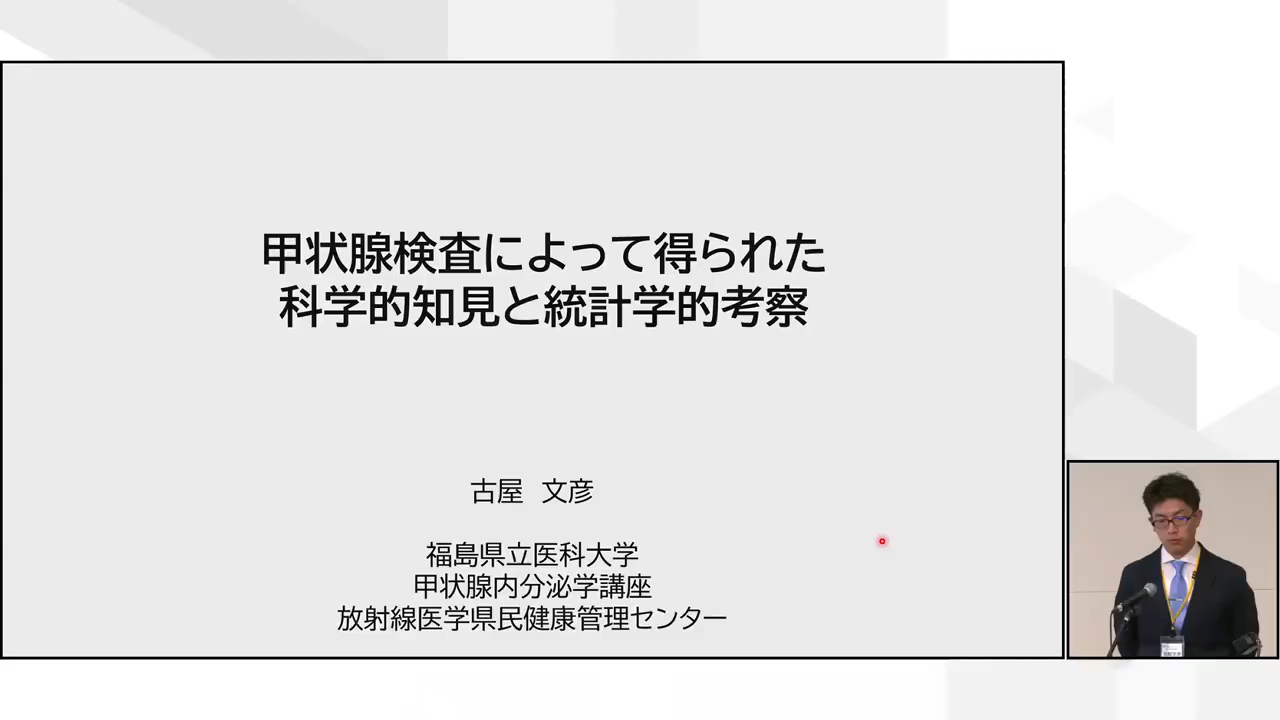 甲状腺検査によって得られた
科学的知見と統計学的考察
古屋　文彦
福島県立医科大学
甲状腺内分泌学講座
放射線医学県民健康管理センター